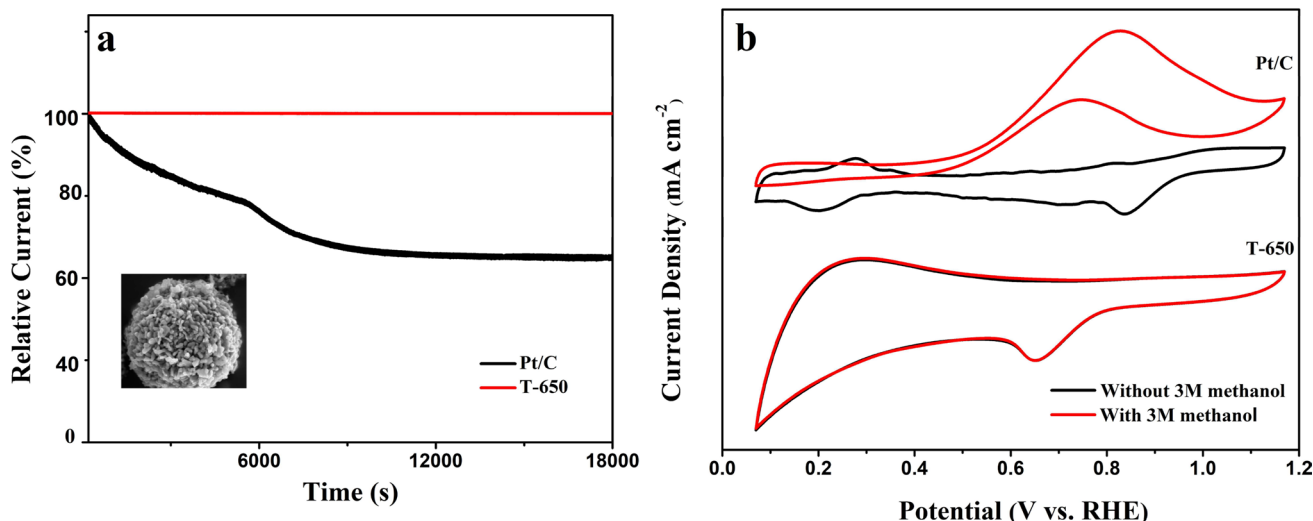 a
100
80
60
40
0
Relative Current (%)
Pt/C
T-650
6000
12000
18000
Time (s)
b
Pt/C
T-650
Current Density (mA cm⁻²)
Without 3M methanol
With 3M methanol
0.0
0.2
0.4
0.6
0.8
1.0
1.2
Potential (V vs. RHE)